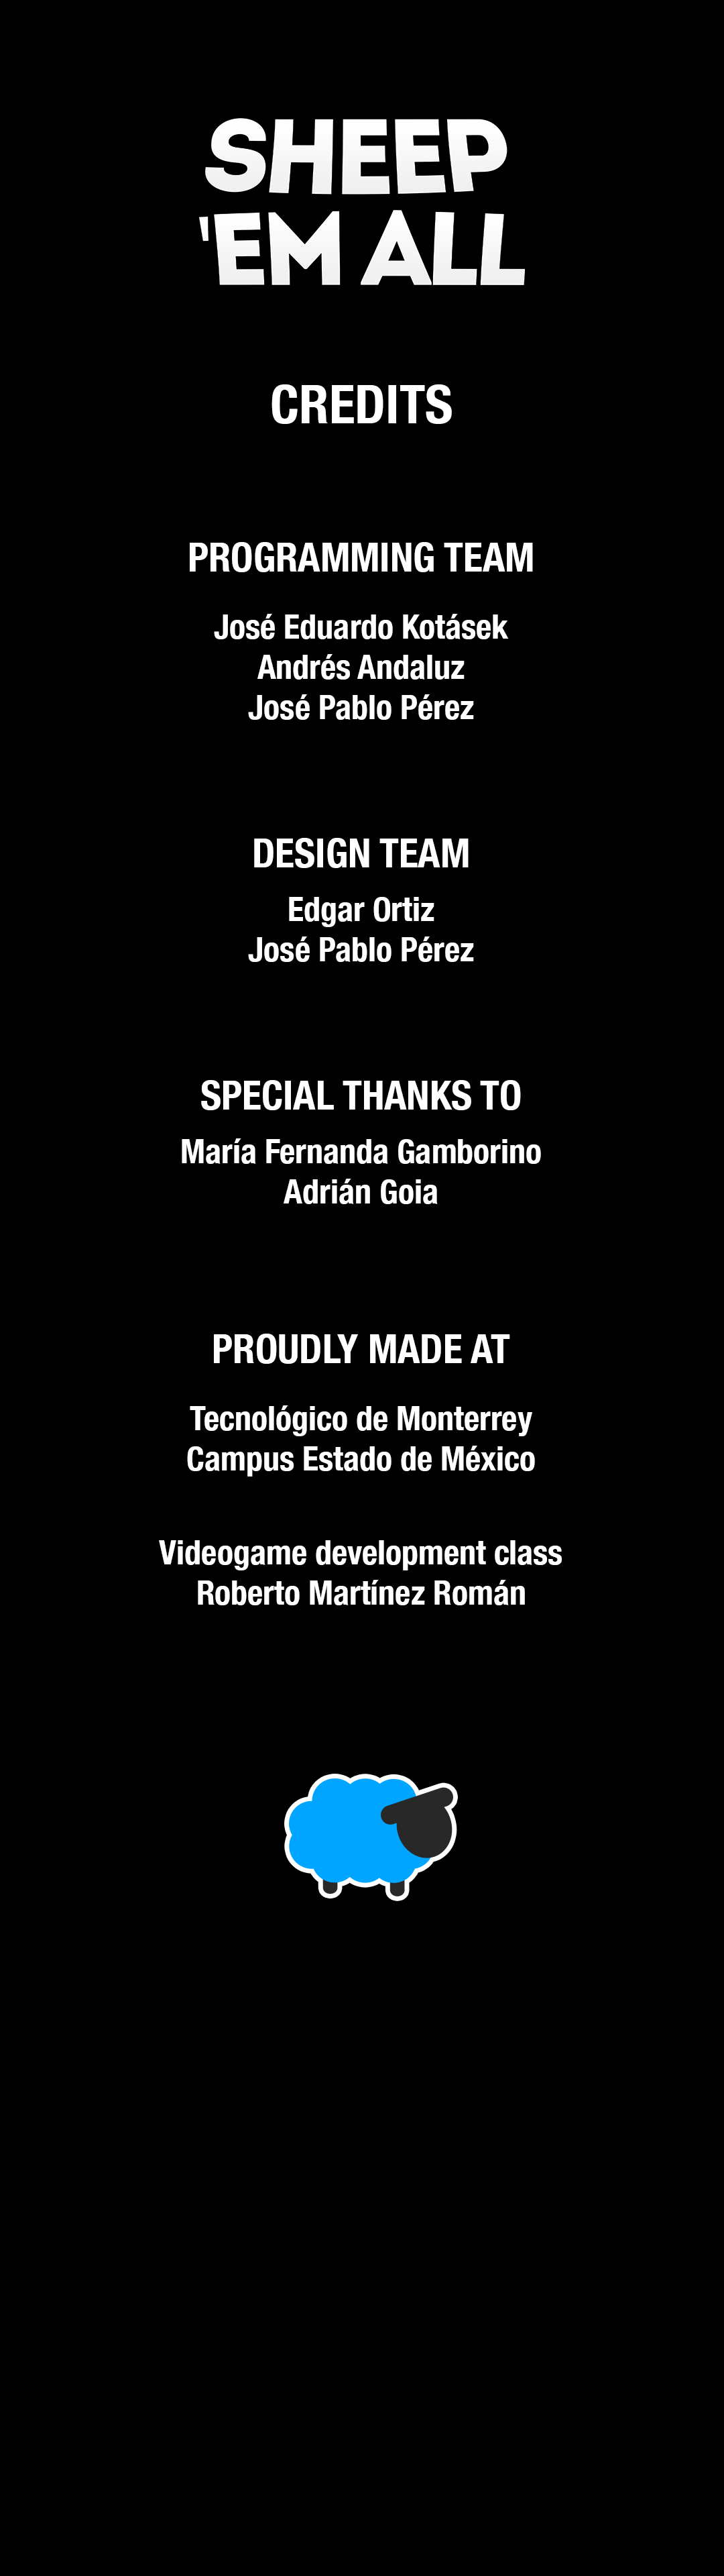 SHEEP
'EM ALL
CREDITS
PROGRAMMING TEAM
José Eduardo Kotásek
Andrés Andaluz
José Pablo Pérez
DESIGN TEAM
Edgar Ortiz
José Pablo Pérez
SPECIAL THANKS TO
María Fernanda Gamborino
Adrián Goia
PROUDLY MADE AT
Tecnológico de Monterrey
Campus Estado de México
Videogame development class
Roberto Martínez Román